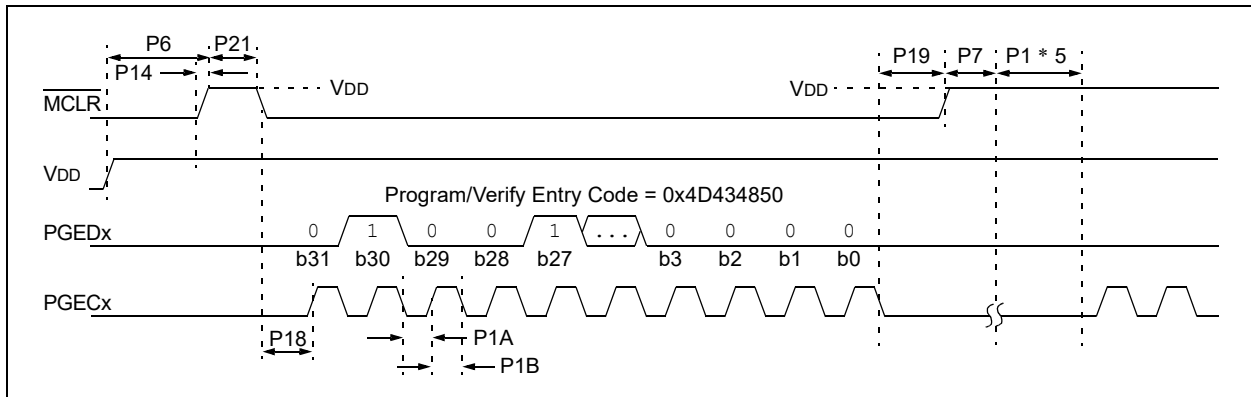 P6 P21 P19 P7 P1 * 5
P14
VDD VDD
MCLR
VDD
Program/Verify Entry Code = 0x4D434850
PGEDx 0 1 0 0 1 ... 0 0 0 0
b31 b30 b29 b28 b27 b3 b2 b1 b0
PGECx
P18 P1A
P1B